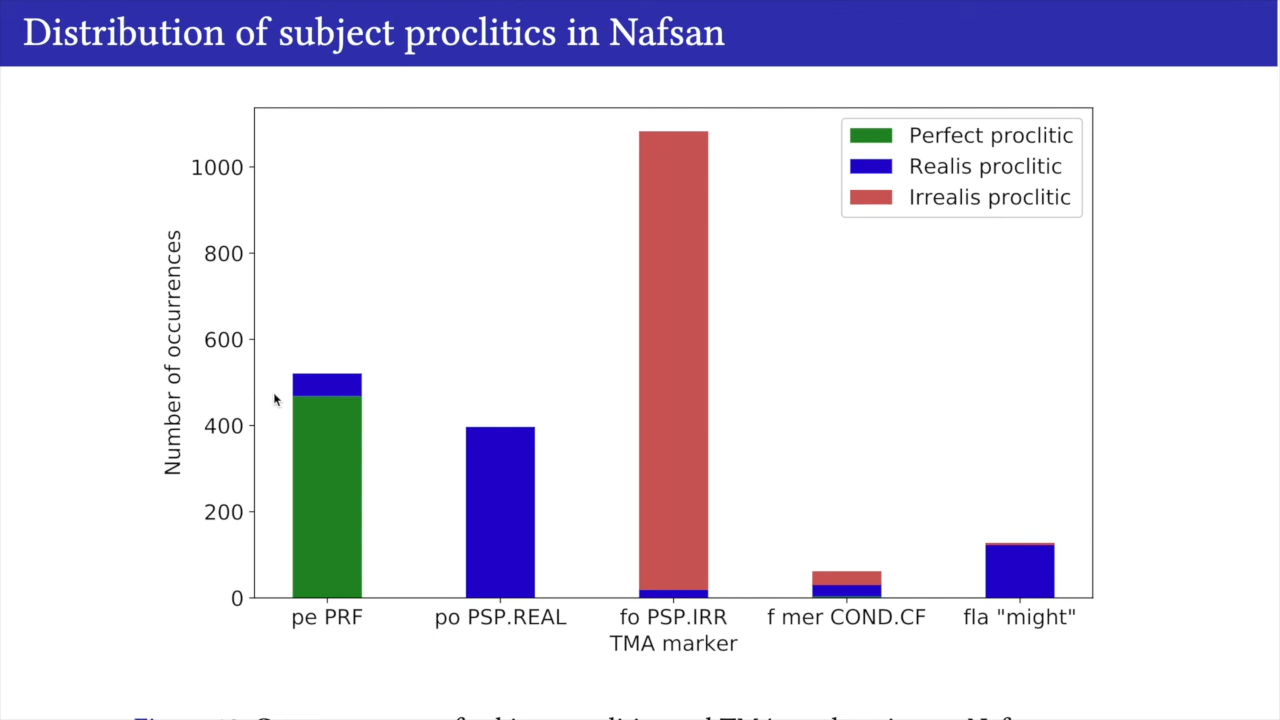 Distribution of subject proclitics in Nafsan
Perfect proclitic
Realis proclitic
Irrealis proclitic
Number of occurrences
1000
800
600
400
200
0
pe PRF
po PSP.REAL
fo PSP.IRR
f mer COND.CF
fla "might"
TMA marker